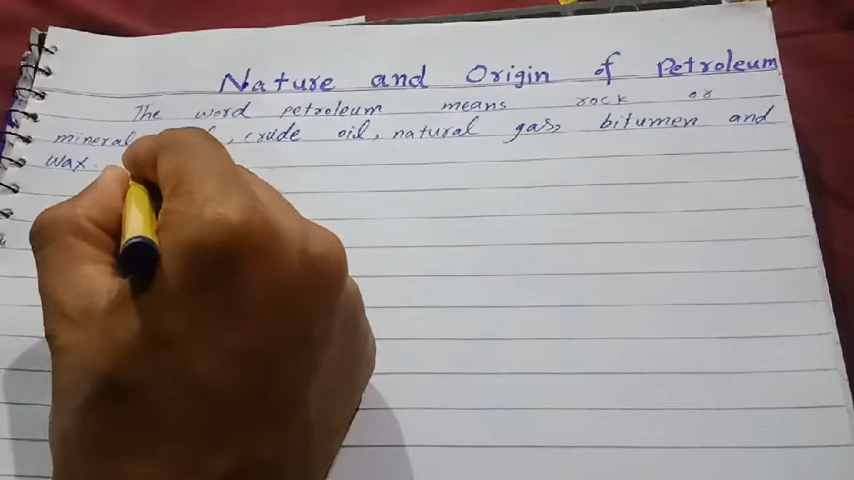 Nature and Origin of Petroleum
The word petroleum means rock or
mineral , crude oil, natural gas, bitumen and
wax.